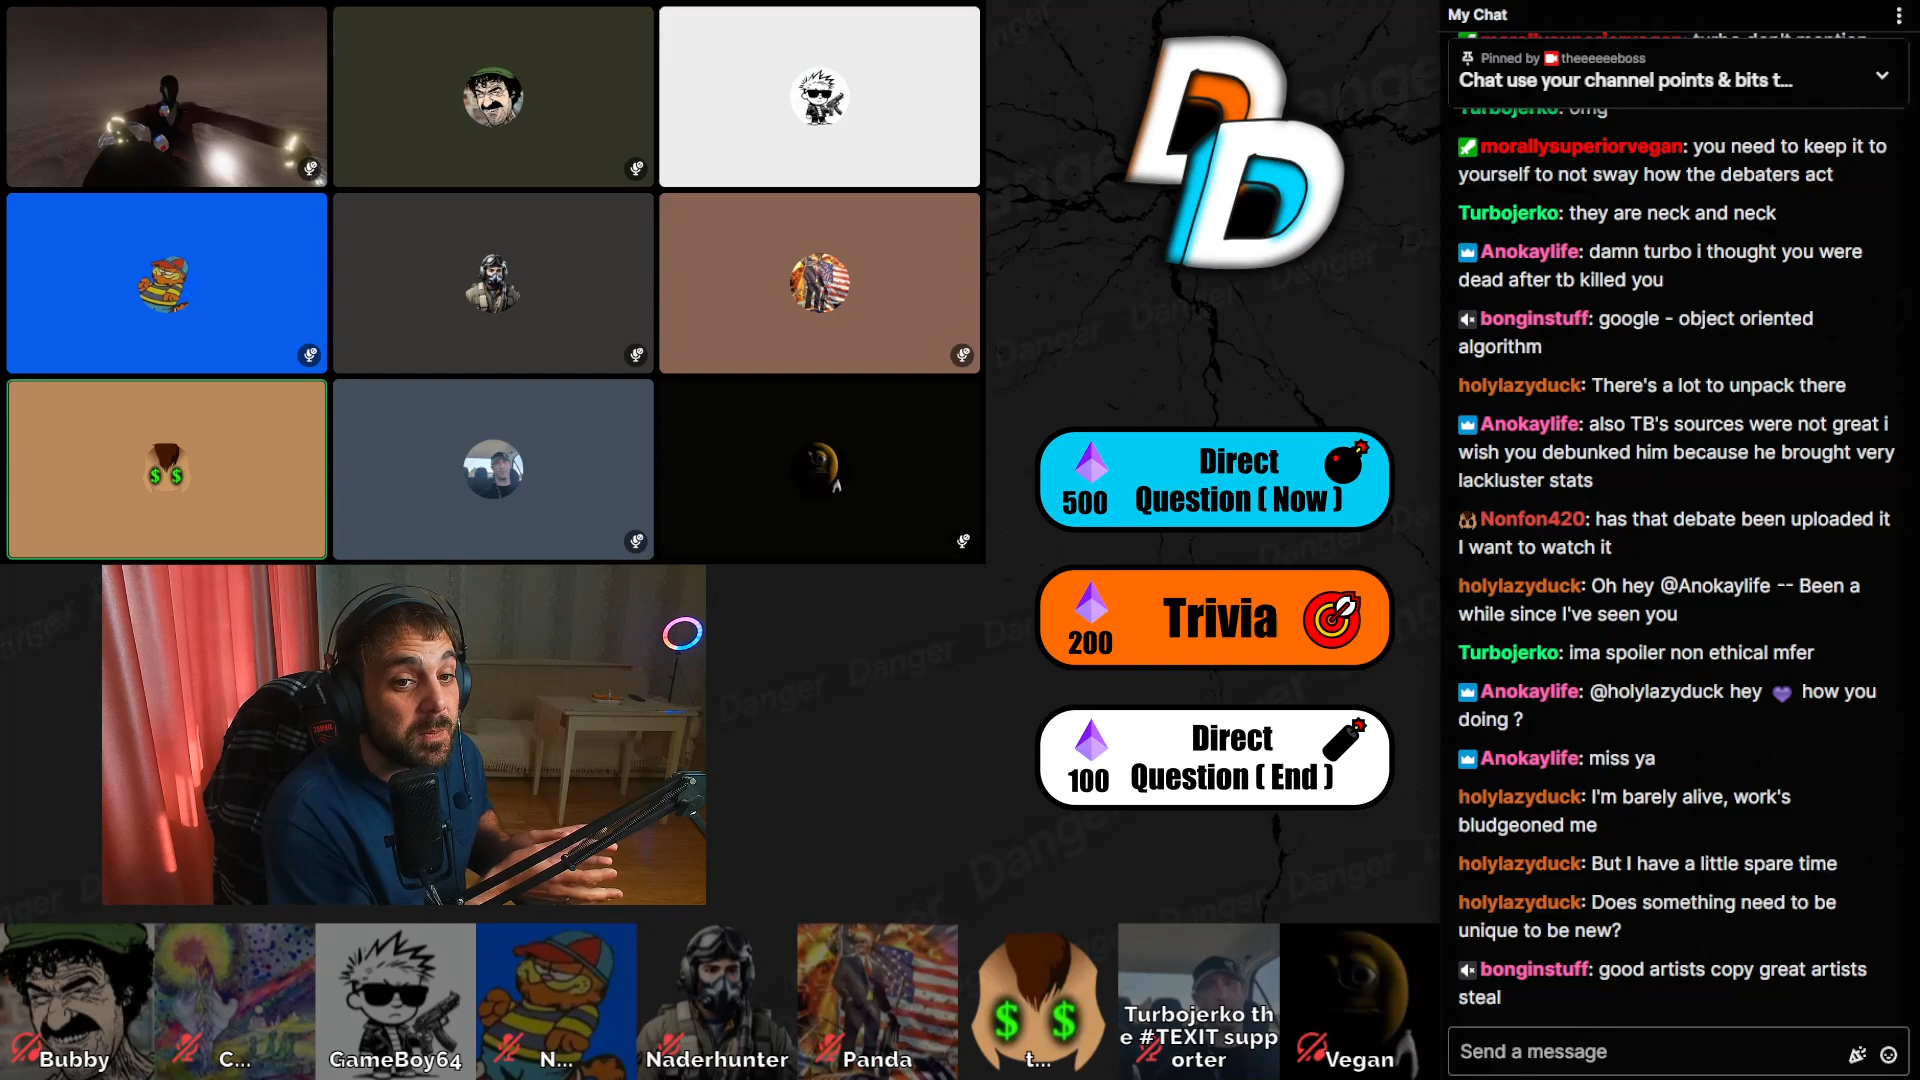 DD
500
Direct
Question ( Now )
200
Trivia
100
Direct
Question ( End )
Bubby
C...
GameBoy64
N...
Naderhunter
Panda
t...
Turbojerko th
e #TEXIT supp
orter
Vegan
My Chat
Pinned by theeeeeeboss
Chat use your channel points & bits t...
Turbojerko: omg
morallysuperiorvegan: you need to keep it to
yourself to not sway how the debaters act
Turbojerko: they are neck and neck
Anokaylife: damn turbo i thought you were
dead after tb killed you
bonginstuff: google - object oriented
algorithm
holylazyduck: There's a lot to unpack there
Anokaylife: also TB's sources were not great i
wish you debunked him because he brought very
lackluster stats
Nonfon420: has that debate been uploaded it
I want to watch it
holylazyduck: Oh hey @Anokaylife -- Been a
while since I've seen you
Turbojerko: ima spoiler non ethical mfer
Anokaylife: @holylazyduck hey how you
doing ?
Anokaylife: miss ya
holylazyduck: I'm barely alive, work's
bludgeoned me
holylazyduck: But I have a little spare time
holylazyduck: Does something need to be
unique to be new?
bonginstuff: good artists copy great artists
steal
Send a message